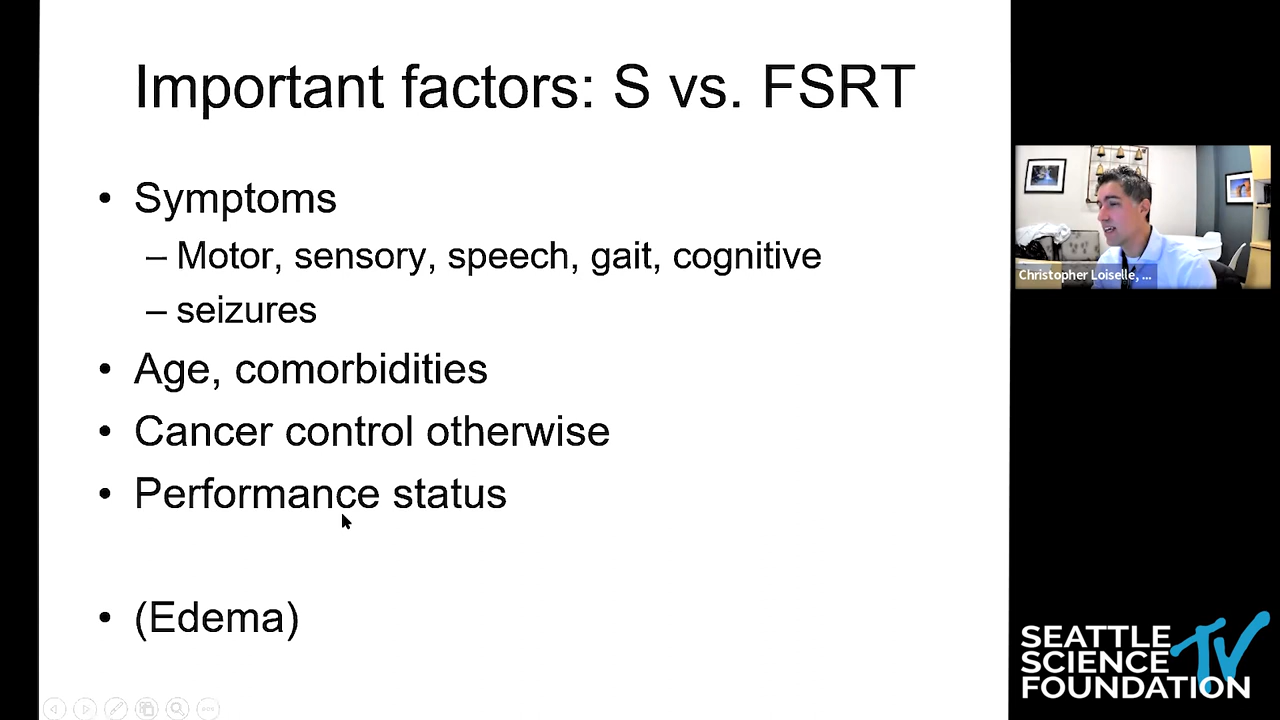 Important factors: S vs. FSRT
• Symptoms
– Motor, sensory, speech, gait, cognitive
– seizures
• Age, comorbidities
• Cancer control otherwise
• Performance status
• (Edema)
Christopher Loiselle, ...
SEATTLE
SCIENCE TV
FOUNDATION